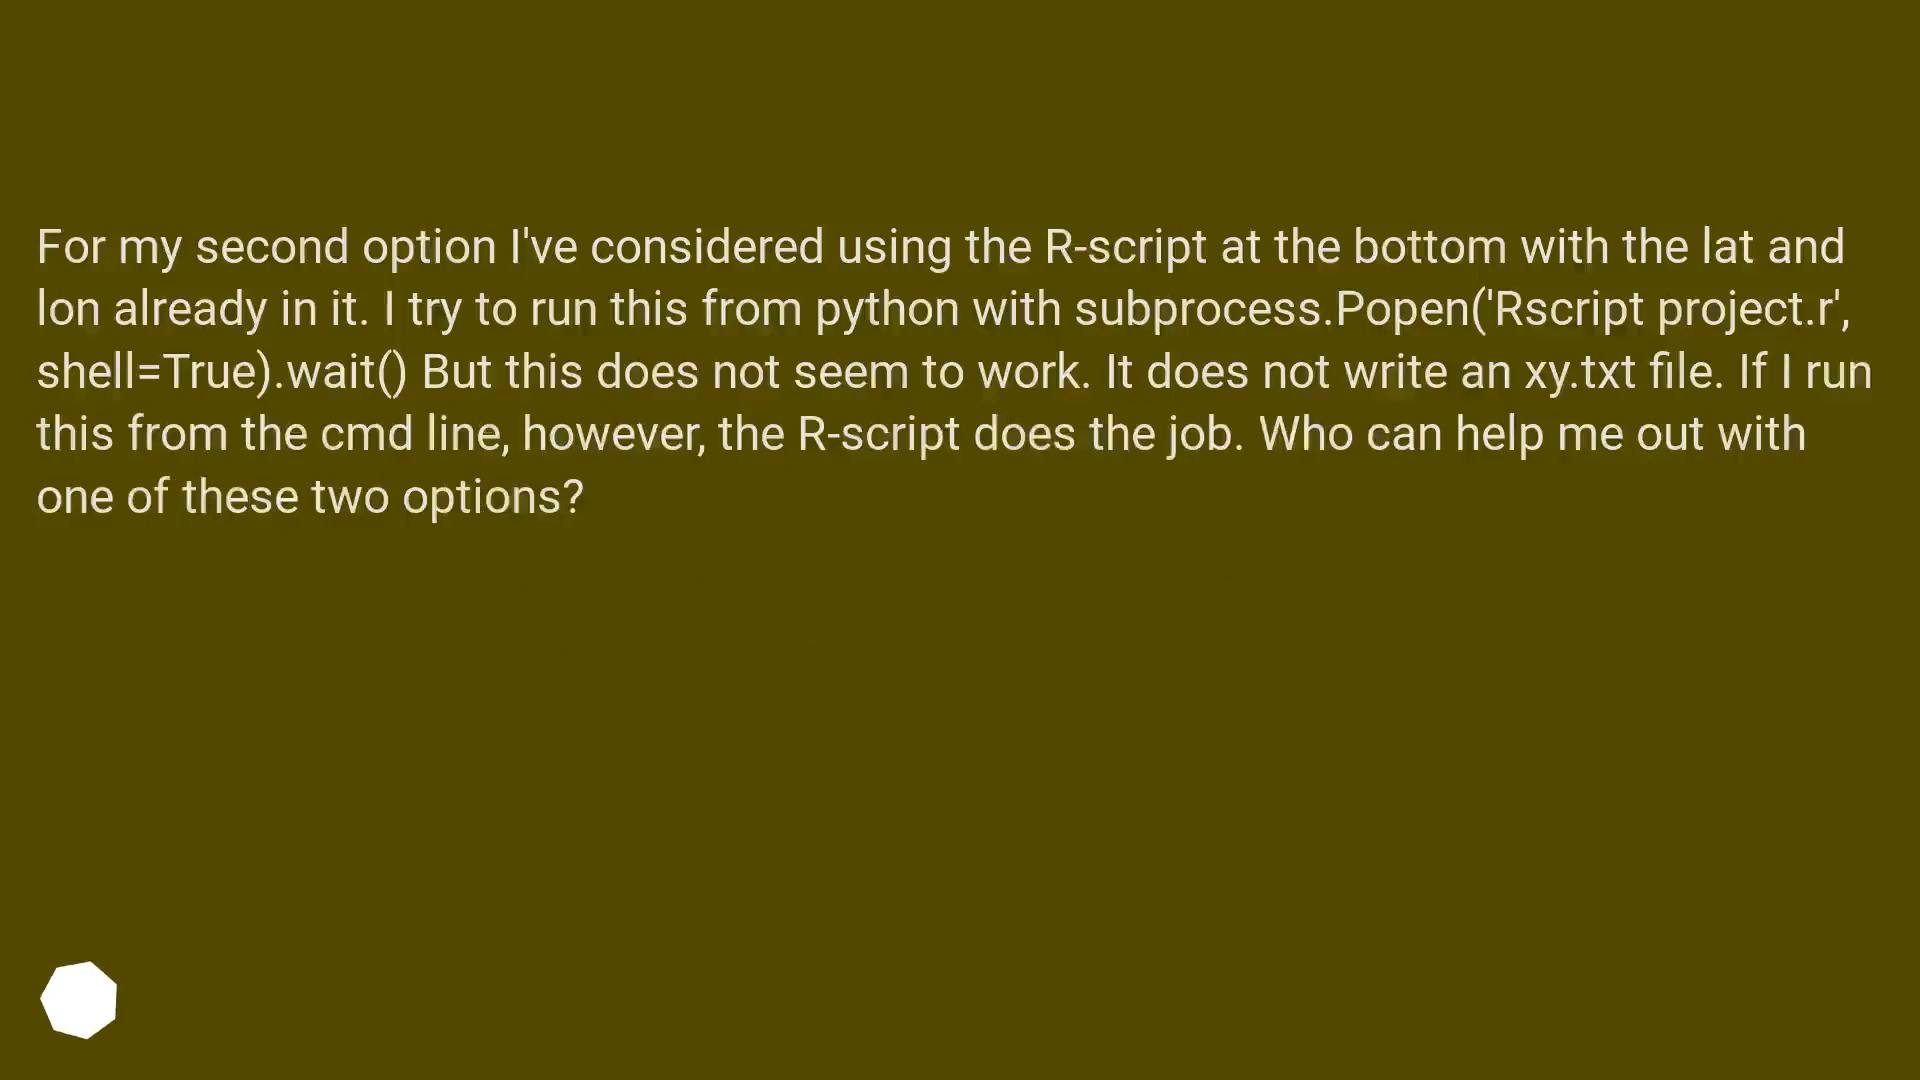 For my second option I've considered using the R-script at the bottom with the lat and
lon already in it. I try to run this from python with subprocess.Popen('Rscript project.r',
shell=True).wait() But this does not seem to work. It does not write an xy.txt file. If I run
this from the cmd line, however, the R-script does the job. Who can help me out with
one of these two options?